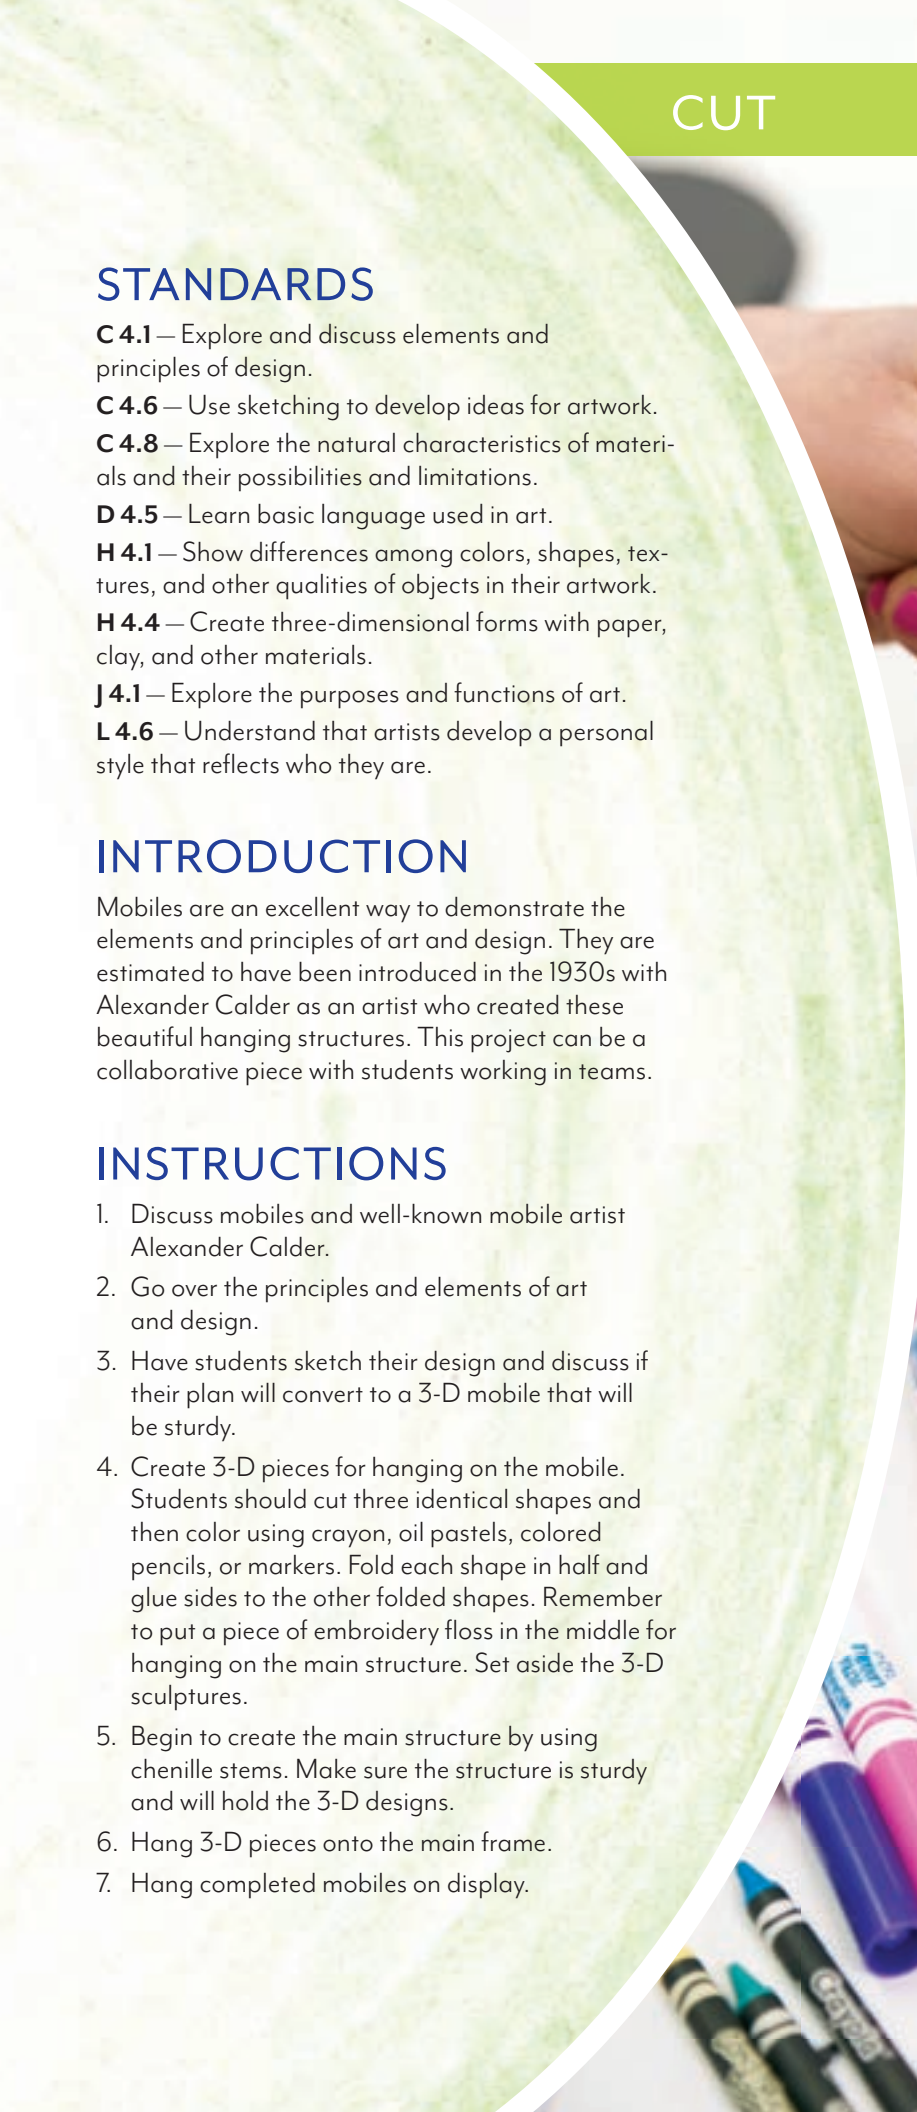 CUT
STANDARDS
C 4.1 — Explore and discuss elements and
principles of design.
C 4.6 — Use sketching to develop ideas for artwork.
C 4.8 — Explore the natural characteristics of materi-
als and their possibilities and limitations.
D 4.5 — Learn basic language used in art.
H 4.1 — Show differences among colors, shapes, tex-
tures, and other qualities of objects in their artwork.
H 4.4 — Create three-dimensional forms with paper,
clay, and other materials.
J 4.1 — Explore the purposes and functions of art.
L 4.6 — Understand that artists develop a personal
style that reflects who they are.
INTRODUCTION
Mobiles are an excellent way to demonstrate the
elements and principles of art and design. They are
estimated to have been introduced in the 1930s with
Alexander Calder as an artist who created these
beautiful hanging structures. This project can be a
collaborative piece with students working in teams.
INSTRUCTIONS
1. Discuss mobiles and well-known mobile artist
Alexander Calder.
2. Go over the principles and elements of art
and design.
3. Have students sketch their design and discuss if
their plan will convert to a 3-D mobile that will
be sturdy.
4. Create 3-D pieces for hanging on the mobile.
Students should cut three identical shapes and
then color using crayon, oil pastels, colored
pencils, or markers. Fold each shape in half and
glue sides to the other folded shapes. Remember
to put a piece of embroidery floss in the middle for
hanging on the main structure. Set aside the 3-D
sculptures.
5. Begin to create the main structure by using
chenille stems. Make sure the structure is sturdy
and will hold the 3-D designs.
6. Hang 3-D pieces onto the main frame.
7. Hang completed mobiles on display.
Crayola